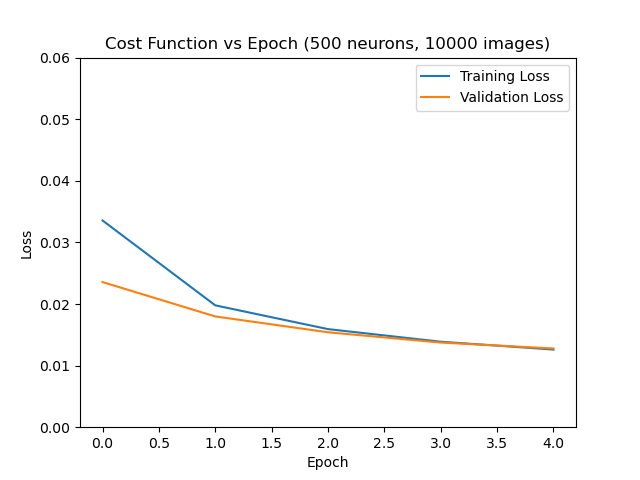 Cost Function vs Epoch (500 neurons, 10000 images)
Training Loss
Validation Loss
0.06
0.05
0.04
0.03
0.02
0.01
0.00
Loss
0.0 0.5 1.0 1.5 2.0 2.5 3.0 3.5 4.0
Epoch